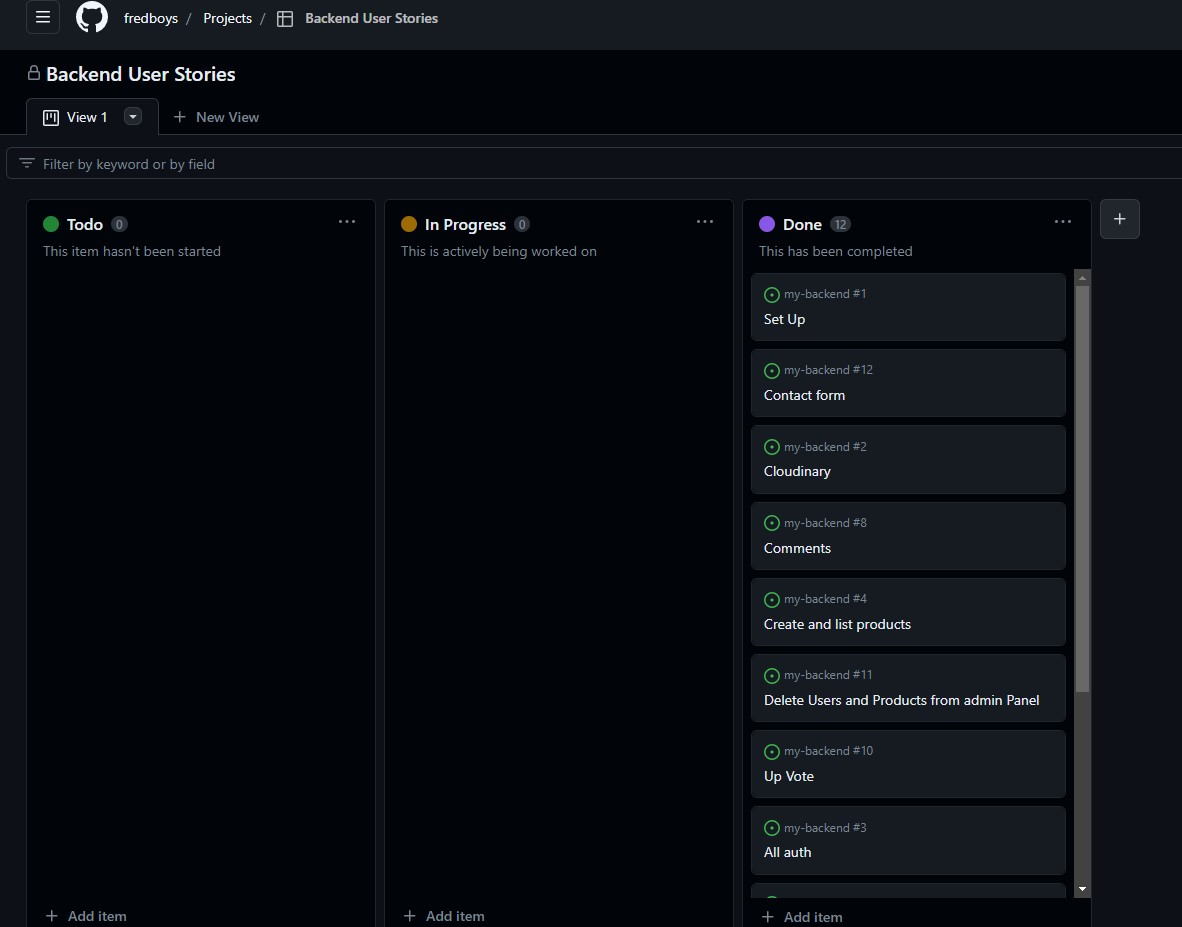 fredboys / Projects / Backend User Stories
Backend User Stories
View 1
New View
Filter by keyword or by field
Todo 0
This item hasn't been started
Add item
In Progress 0
This is actively being worked on
Add item
Done 12
This has been completed
my-backend #1
Set Up
my-backend #12
Contact form
my-backend #2
Cloudinary
my-backend #8
Comments
my-backend #4
Create and list products
my-backend #11
Delete Users and Products from admin Panel
my-backend #10
Up Vote
my-backend #3
All auth
Add item